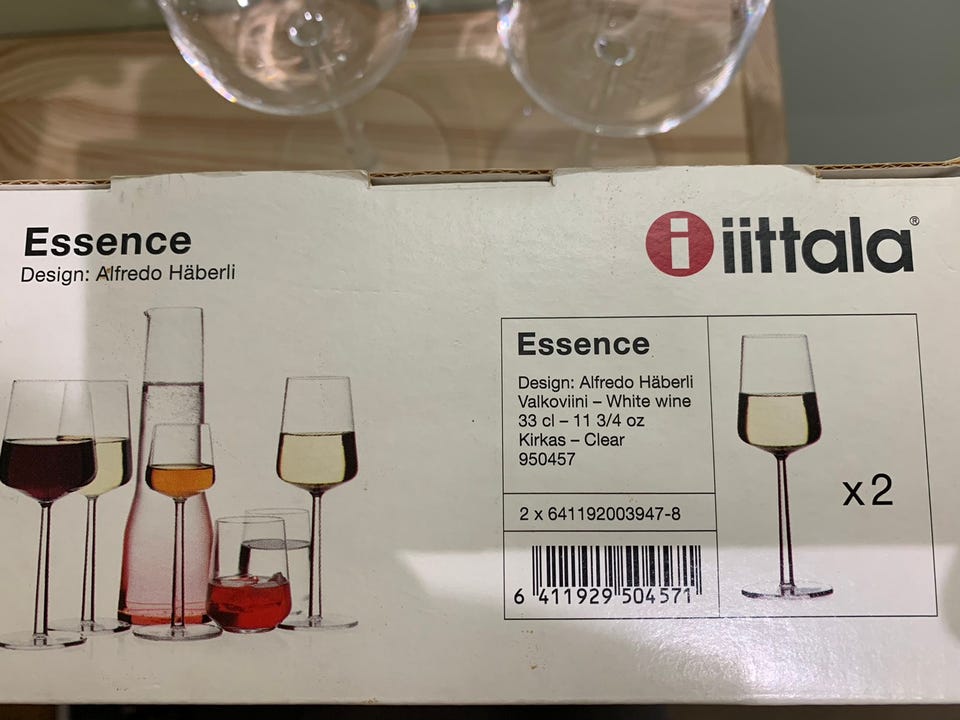 Essence
Design: Alfredo Häberli
i iittala®
Essence
Design: Alfredo Häberli
Valkoviini – White wine
33 cl – 11 3/4 oz
Kirkas – Clear
950457
2 x 641192003947-8
6 411929 504571
x2